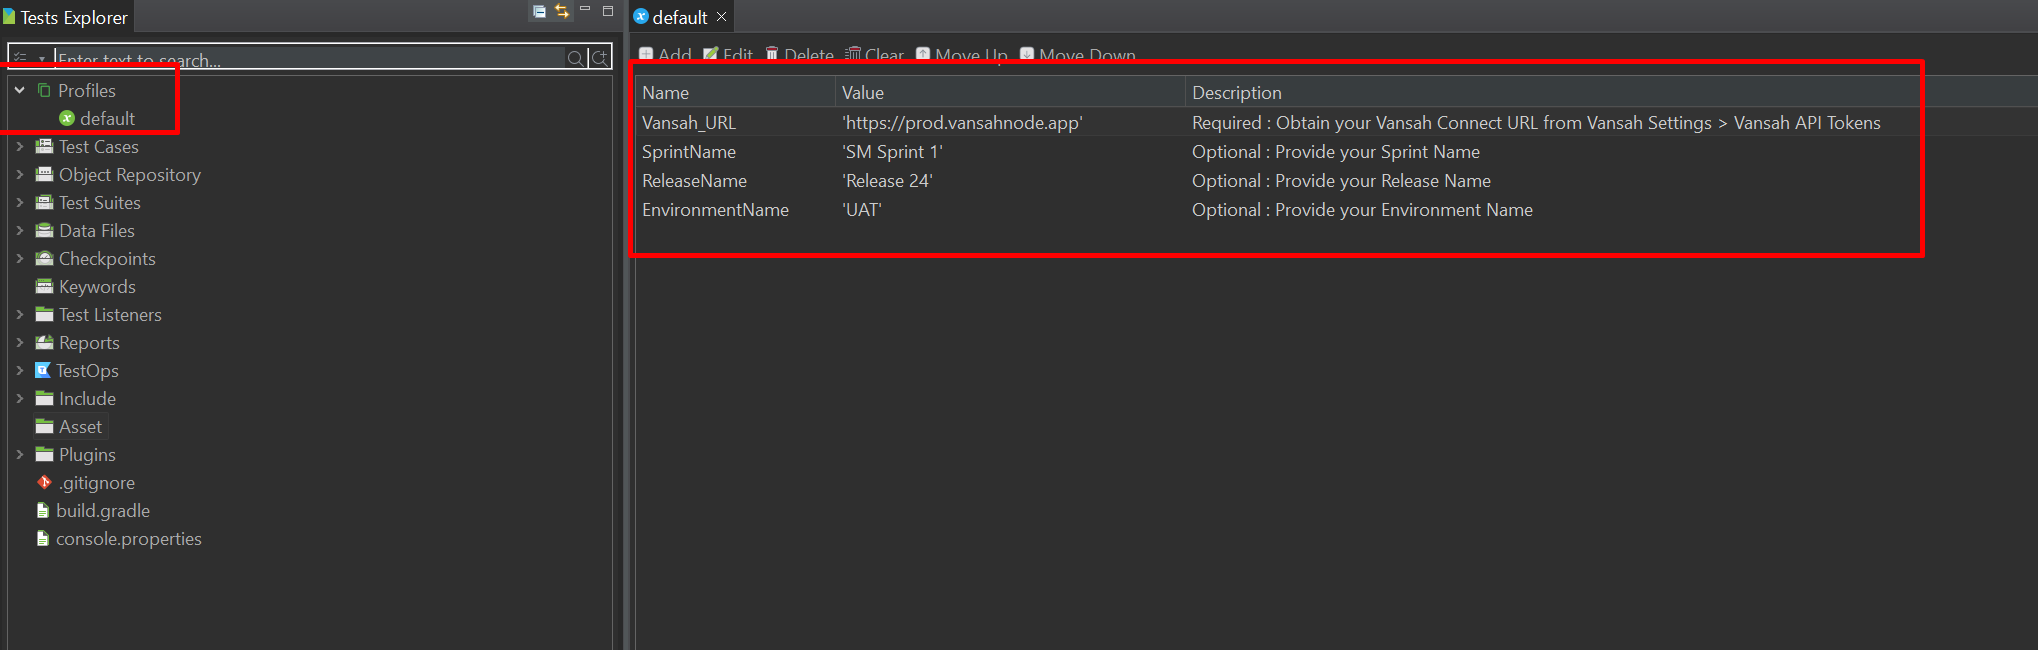 Tests Explorer
Enter text to search...
Profiles
default
Test Cases
Object Repository
Test Suites
Data Files
Checkpoints
Keywords
Test Listeners
Reports
TestOps
Include
Asset
Plugins
.gitignore
build.gradle
console.properties
default
Add Edit Delete Clear Move Up Move Down
Name Value Description
Vansah_URL 'https://prod.vansahnode.app' Required : Obtain your Vansah Connect URL from Vansah Settings > Vansah API Tokens
SprintName 'SM Sprint 1' Optional : Provide your Sprint Name
ReleaseName 'Release 24' Optional : Provide your Release Name
EnvironmentName 'UAT' Optional : Provide your Environment Name